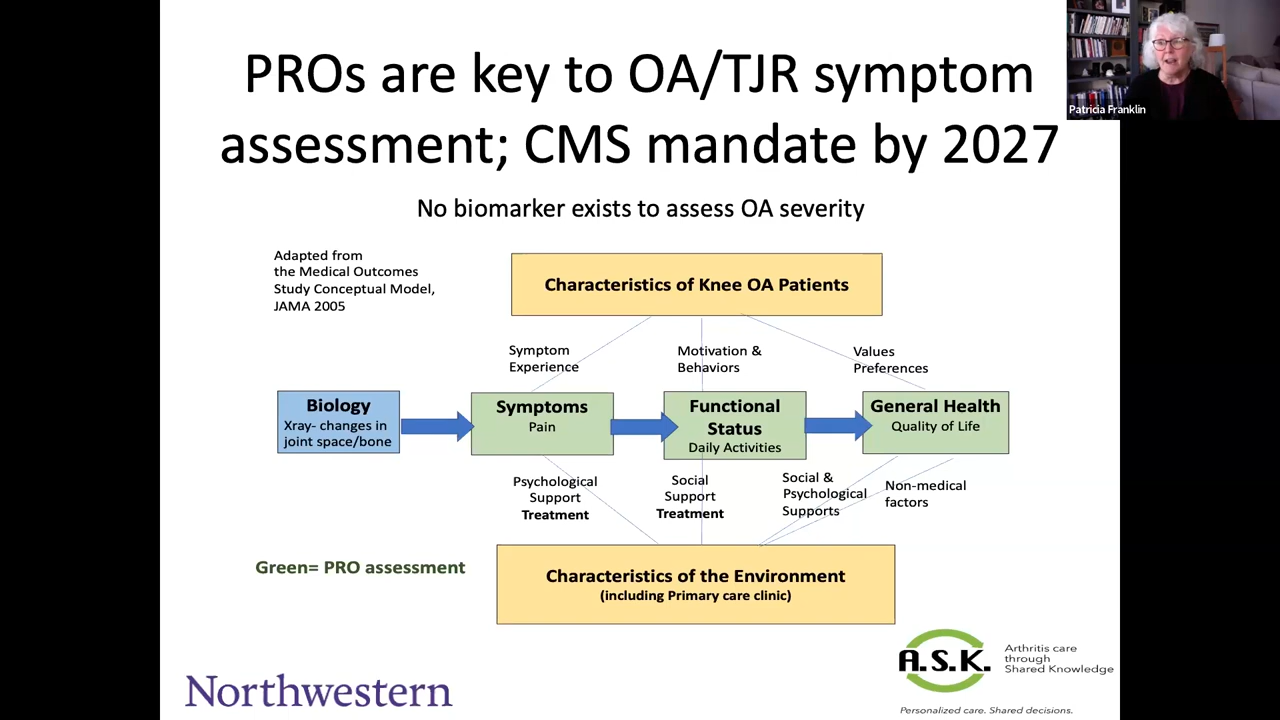 PROs are key to OA/TJR symptom
assessment; CMS mandate by 2027
Patricia Franklin
No biomarker exists to assess OA severity
Adapted from
the Medical Outcomes
Study Conceptual Model,
JAMA 2005
Characteristics of Knee OA Patients
Symptom
Experience
Motivation &
Behaviors
Values
Preferences
Biology
Xray- changes in
joint space/bone
Symptoms
Pain
Functional
Status
Daily Activities
General Health
Quality of Life
Psychological
Support
Treatment
Social
Support
Treatment
Social &
Psychological
Supports
Non-medical
factors
Green= PRO assessment
Characteristics of the Environment
(including Primary care clinic)
Northwestern
A.S.K.
Arthritis care
through
Shared Knowledge
Personalized care. Shared decisions.